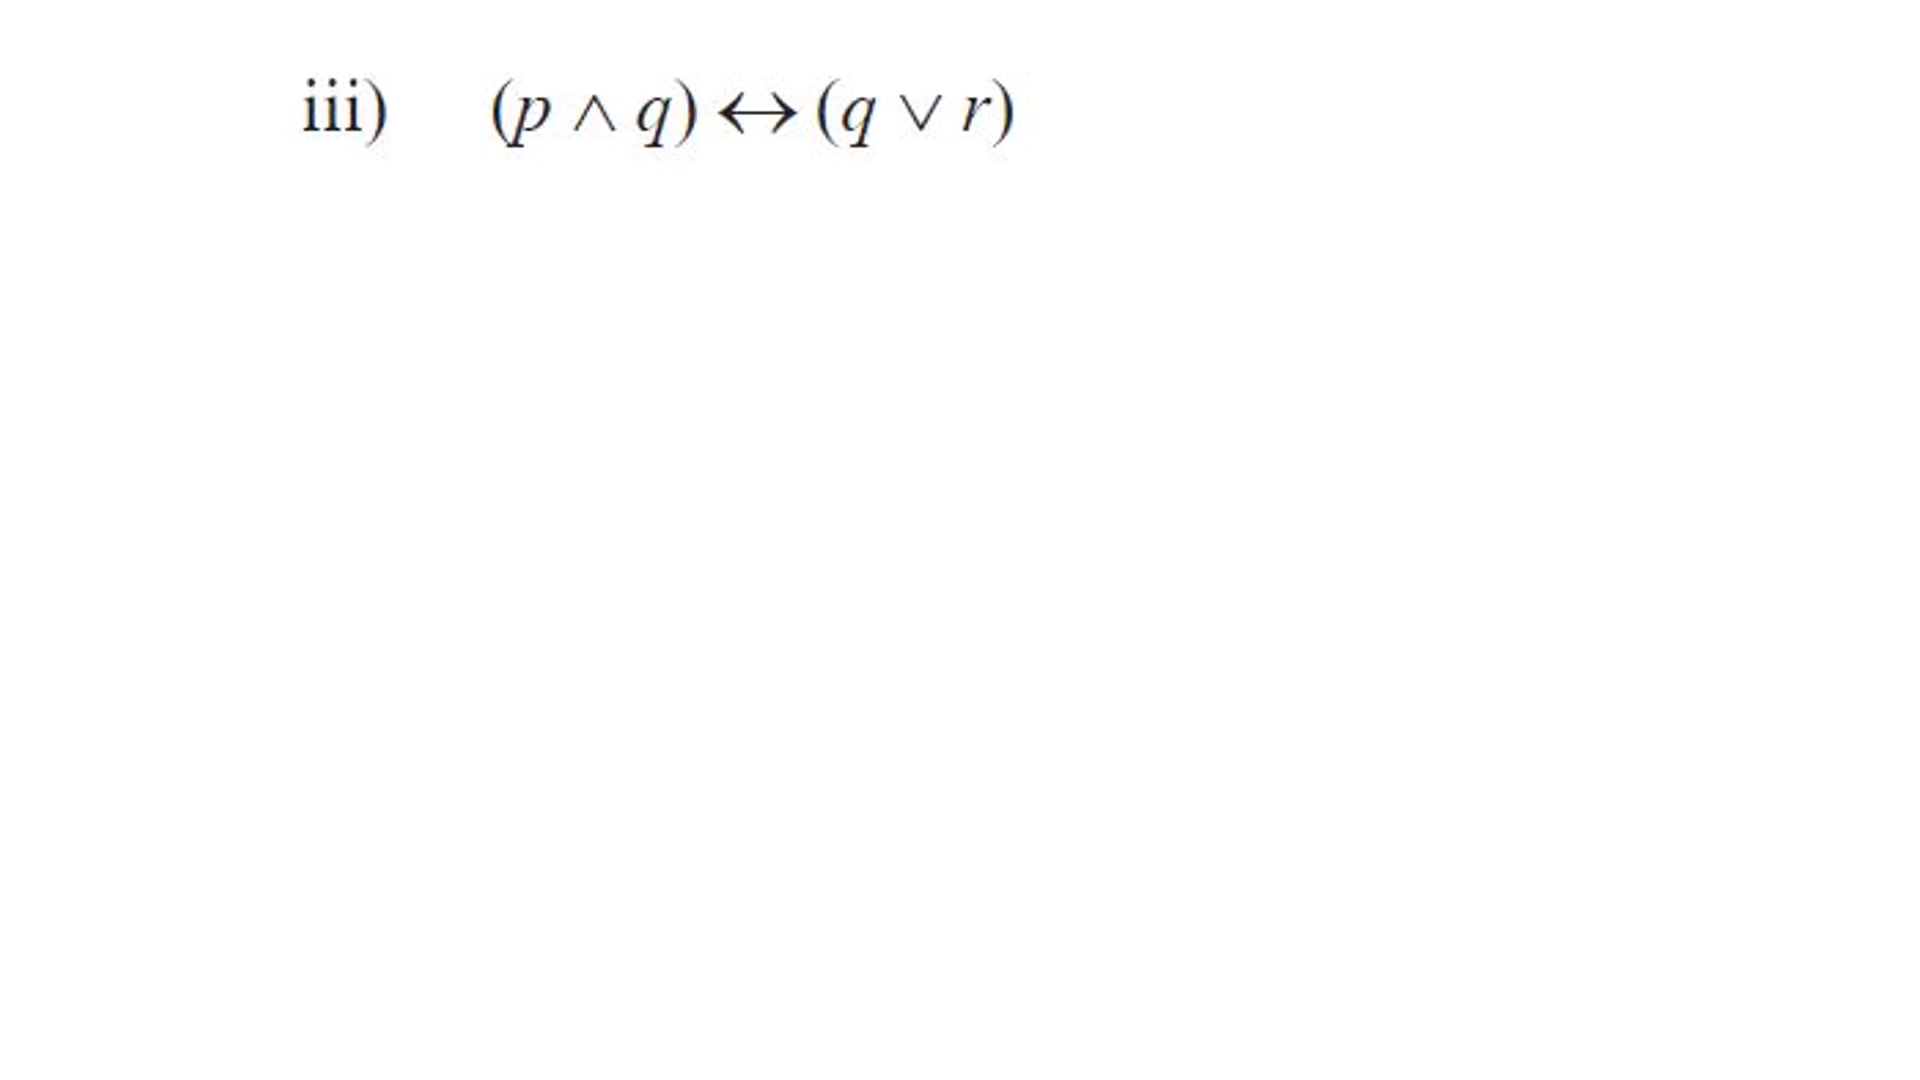 iii) (p ∧ q) ↔ (q ∨ r)